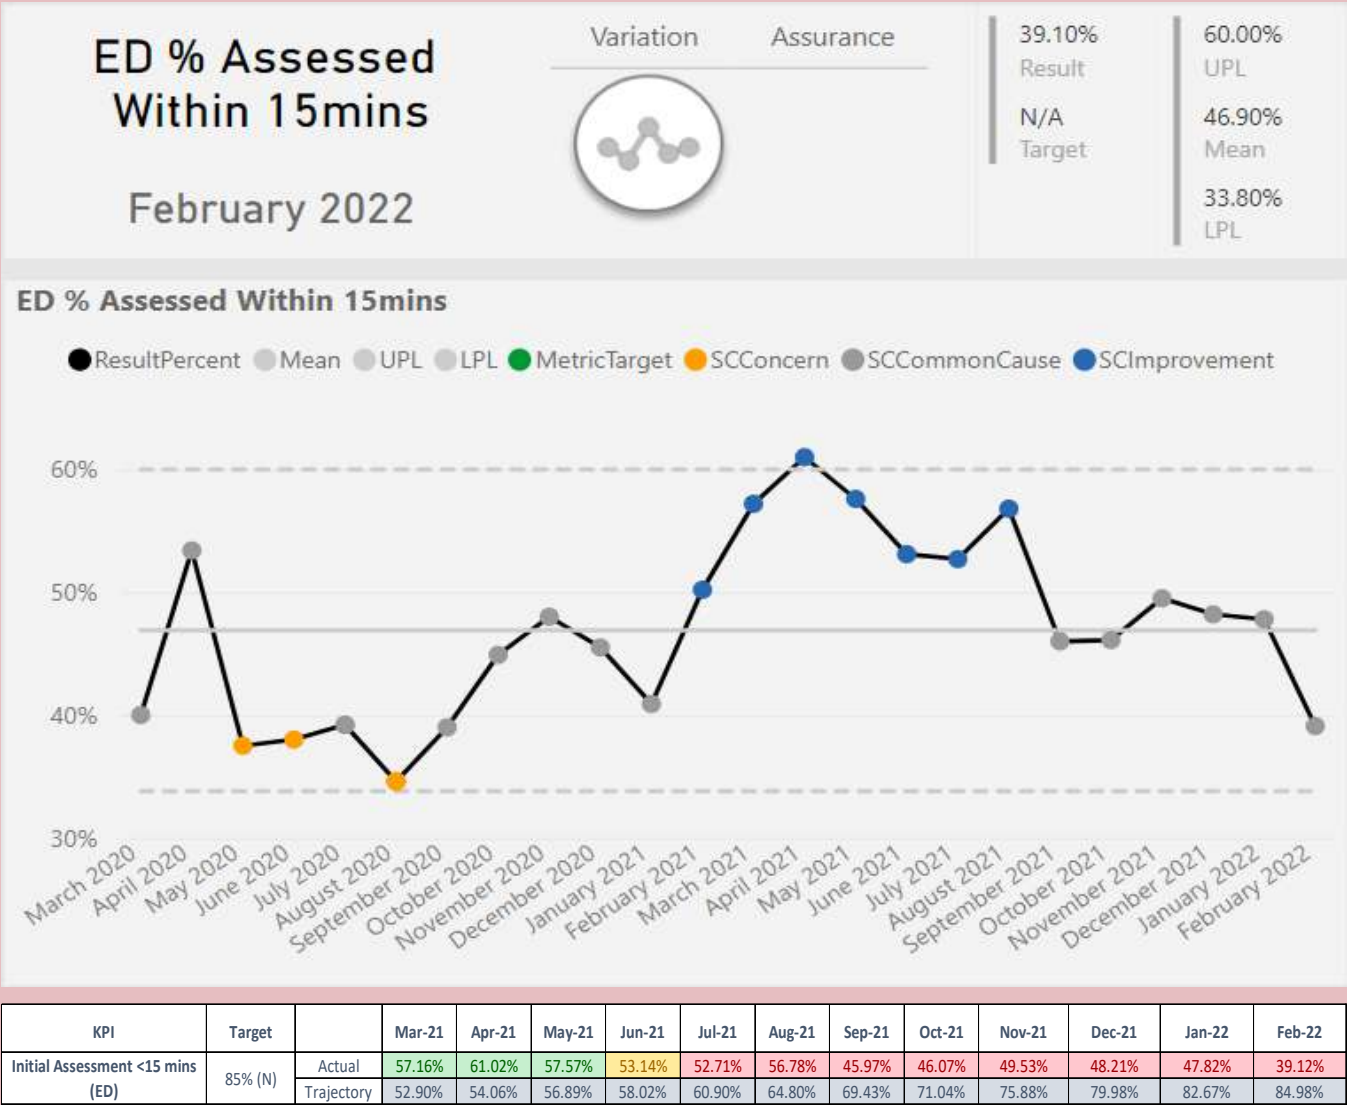 ED % Assessed
Within 15mins
February 2022
Variation Assurance
39.10%
Result
N/A
Target
60.00%
UPL
46.90%
Mean
33.80%
LPL
ED % Assessed Within 15mins
ResultPercent Mean UPL LPL MetricTarget SCConcern SCCommonCause SCImprovement
60%
50%
40%
30%
March 2020
April 2020
May 2020
June 2020
July 2020
August 2020
September 2020
October 2020
November 2020
December 2020
January 2021
February 2021
March 2021
April 2021
May 2021
June 2021
July 2021
August 2021
September 2021
October 2021
November 2021
December 2021
January 2022
February 2022
KPI Target Mar-21 Apr-21 May-21 Jun-21 Jul-21 Aug-21 Sep-21 Oct-21 Nov-21 Dec-21 Jan-22 Feb-22
Initial Assessment <15 mins
(ED)
85% (N)
Actual 57.16% 61.02% 57.57% 53.14% 52.71% 56.78% 45.97% 46.07% 49.53% 48.21% 47.82% 39.12%
Trajectory 52.90% 54.06% 56.89% 58.02% 60.90% 64.80% 69.43% 71.04% 75.88% 79.98% 82.67% 84.98%